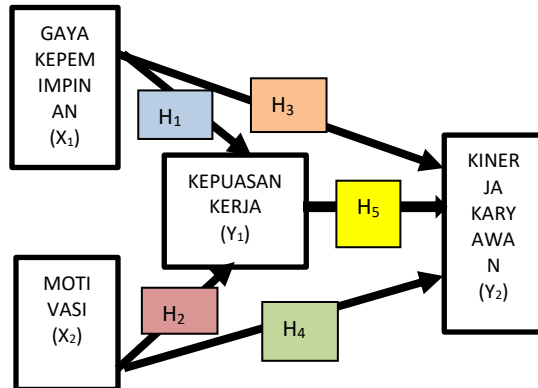 GAYA
KEPEM
IMPIN
AN
(X₁)
H₁
H₃
KEPUASAN
KERJA
(Y₁)
H₅
KINER
JA
KARY
AWA
N
(Y₂)
MOTI
VASI
(X₂)
H₂
H₄